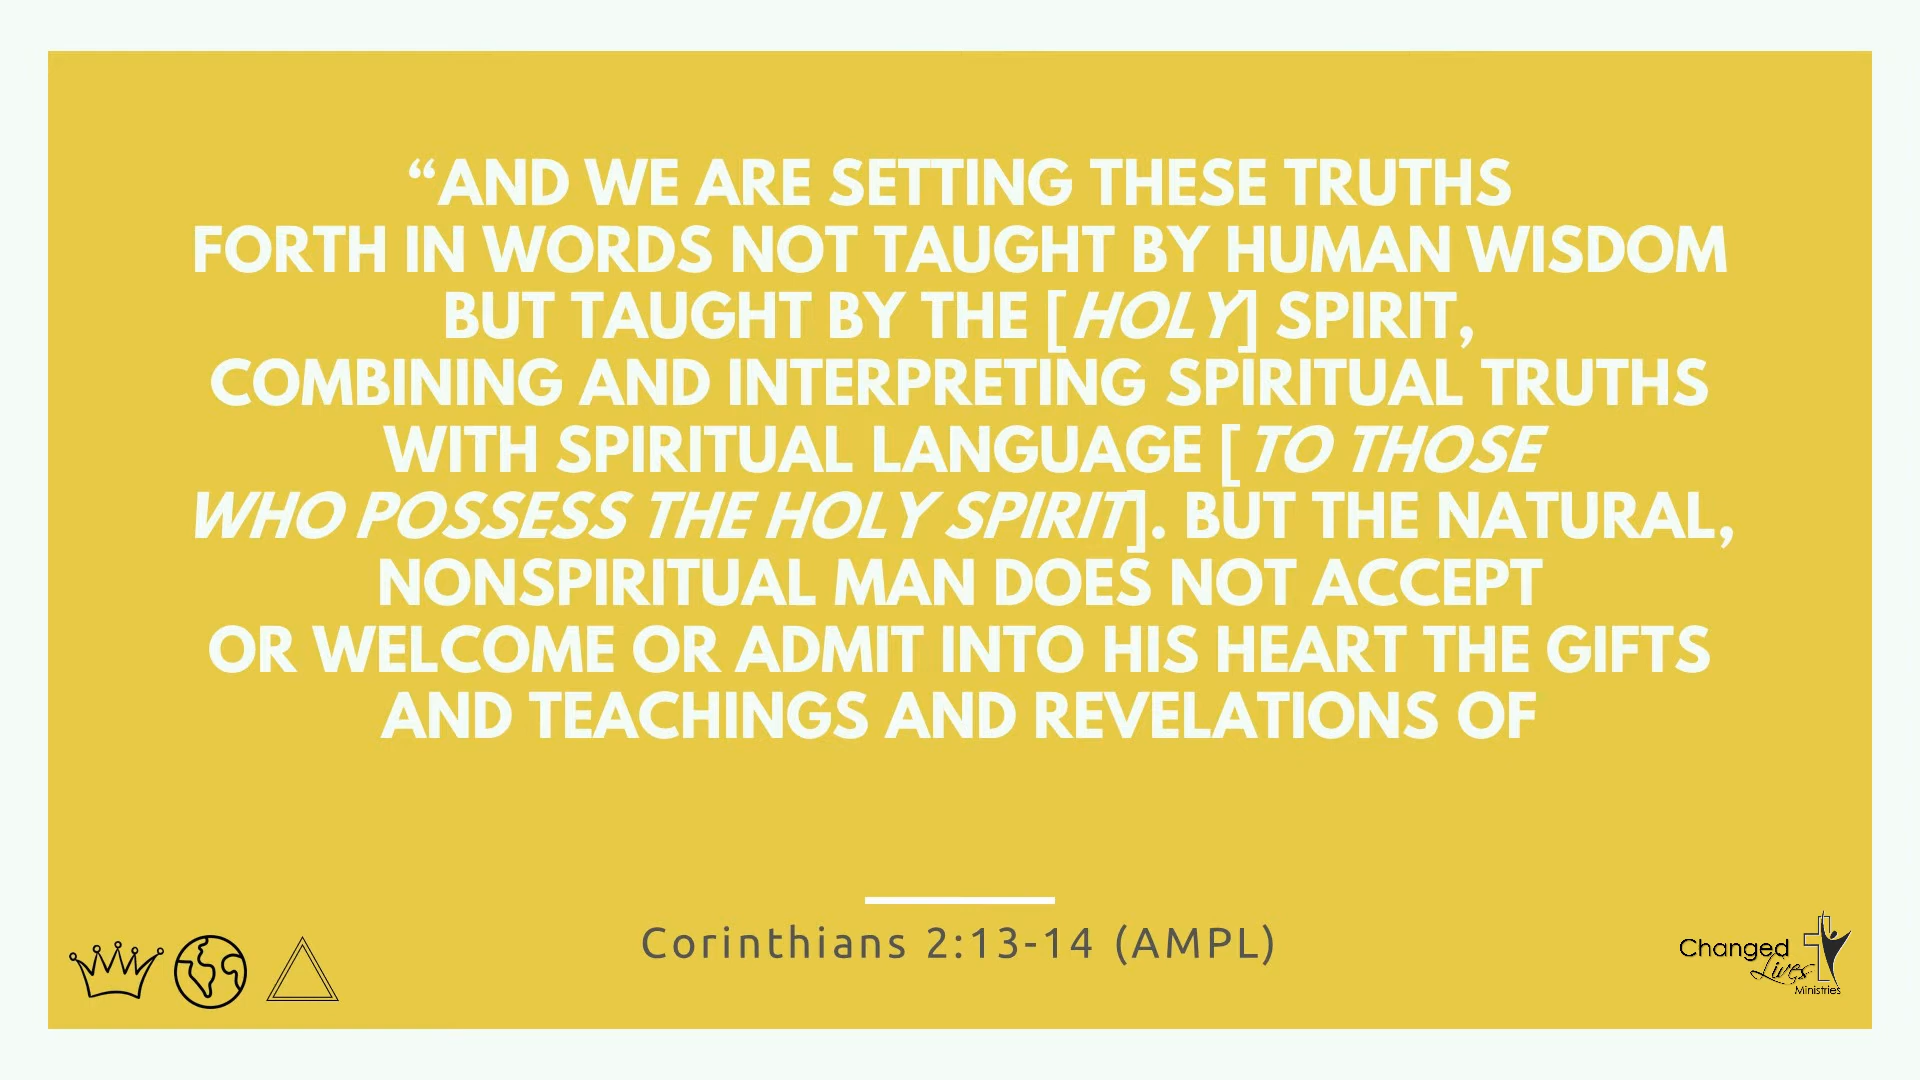 “AND WE ARE SETTING THESE TRUTHS
FORTH IN WORDS NOT TAUGHT BY HUMAN WISDOM
BUT TAUGHT BY THE [HOLY] SPIRIT,
COMBINING AND INTERPRETING SPIRITUAL TRUTHS
WITH SPIRITUAL LANGUAGE [TO THOSE
WHO POSSESS THE HOLY SPIRIT]. BUT THE NATURAL,
NONSPIRITUAL MAN DOES NOT ACCEPT
OR WELCOME OR ADMIT INTO HIS HEART THE GIFTS
AND TEACHINGS AND REVELATIONS OF
Corinthians 2:13-14 (AMPL)
Changed
Lives
Ministries